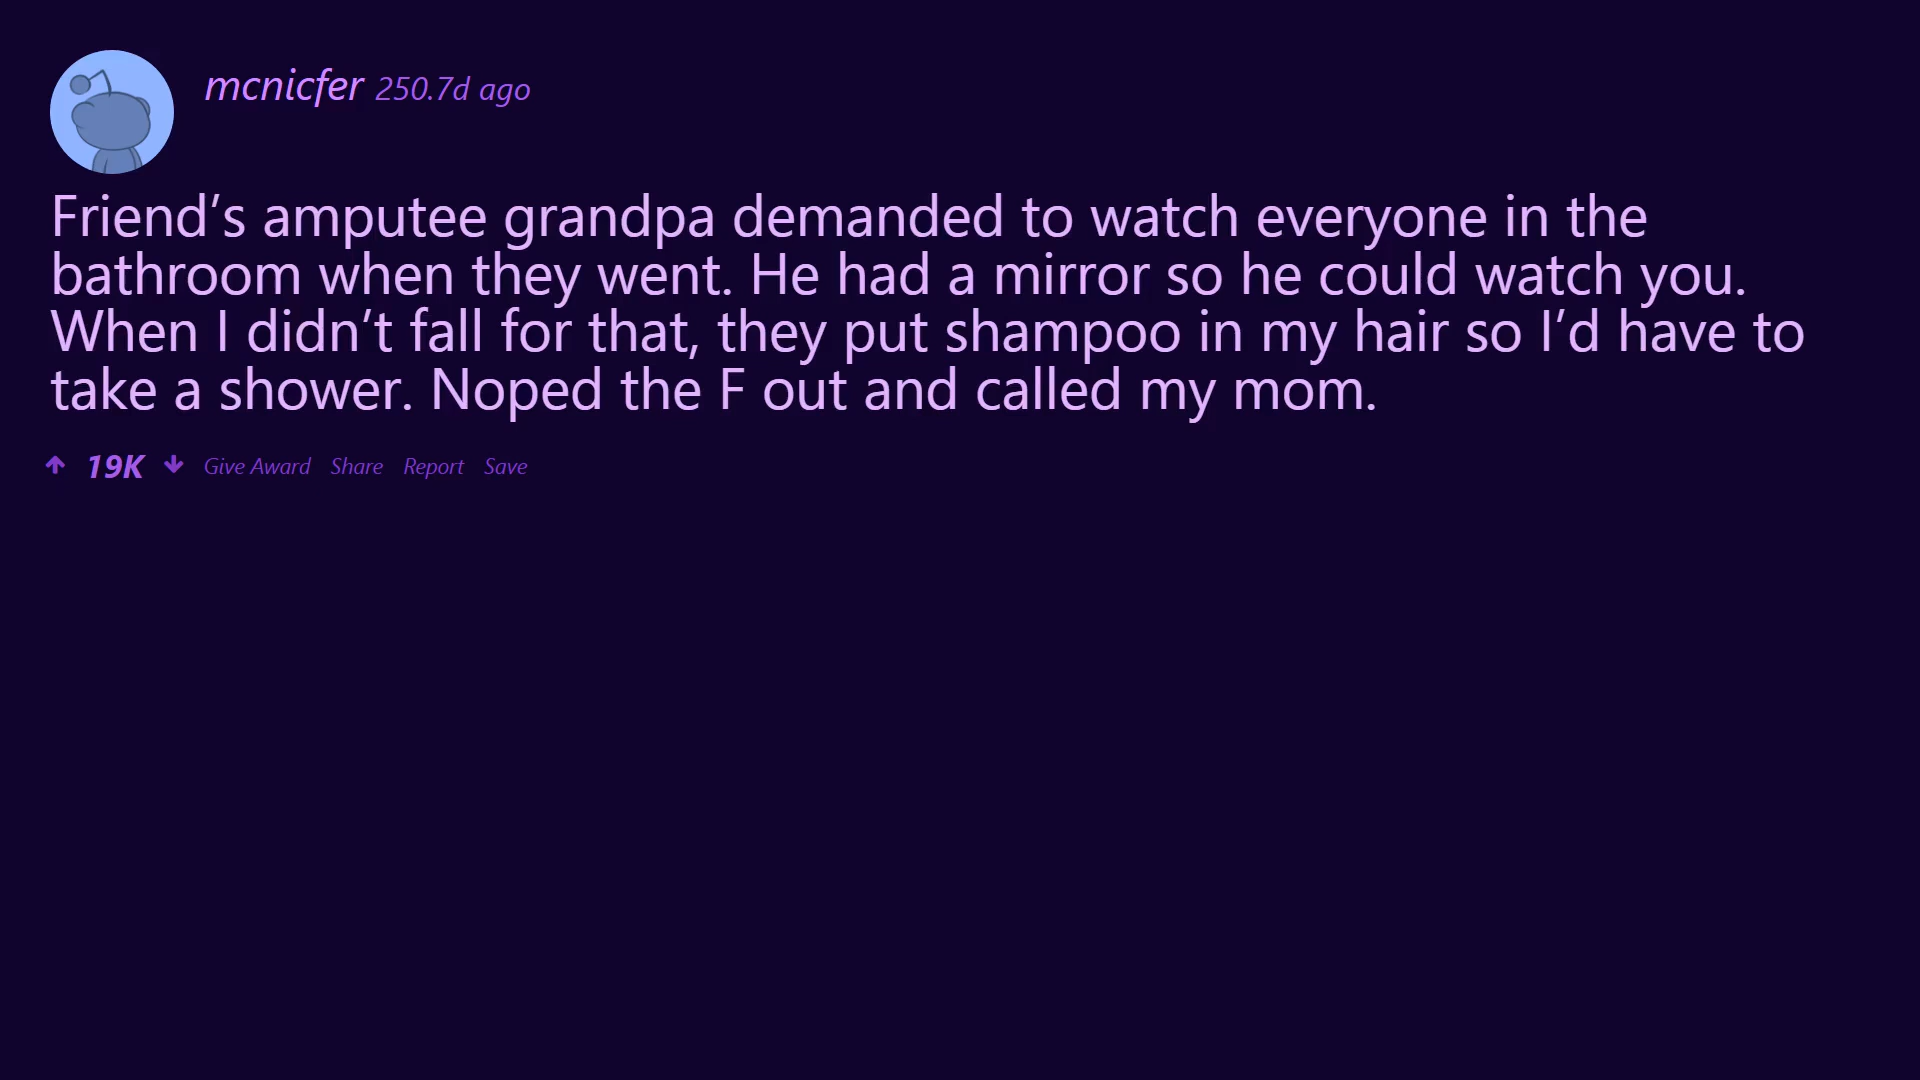 mcnicfer 250.7d ago
Friend’s amputee grandpa demanded to watch everyone in the
bathroom when they went. He had a mirror so he could watch you.
When I didn’t fall for that, they put shampoo in my hair so I’d have to
take a shower. Noped the F out and called my mom.
19K Give Award Share Report Save